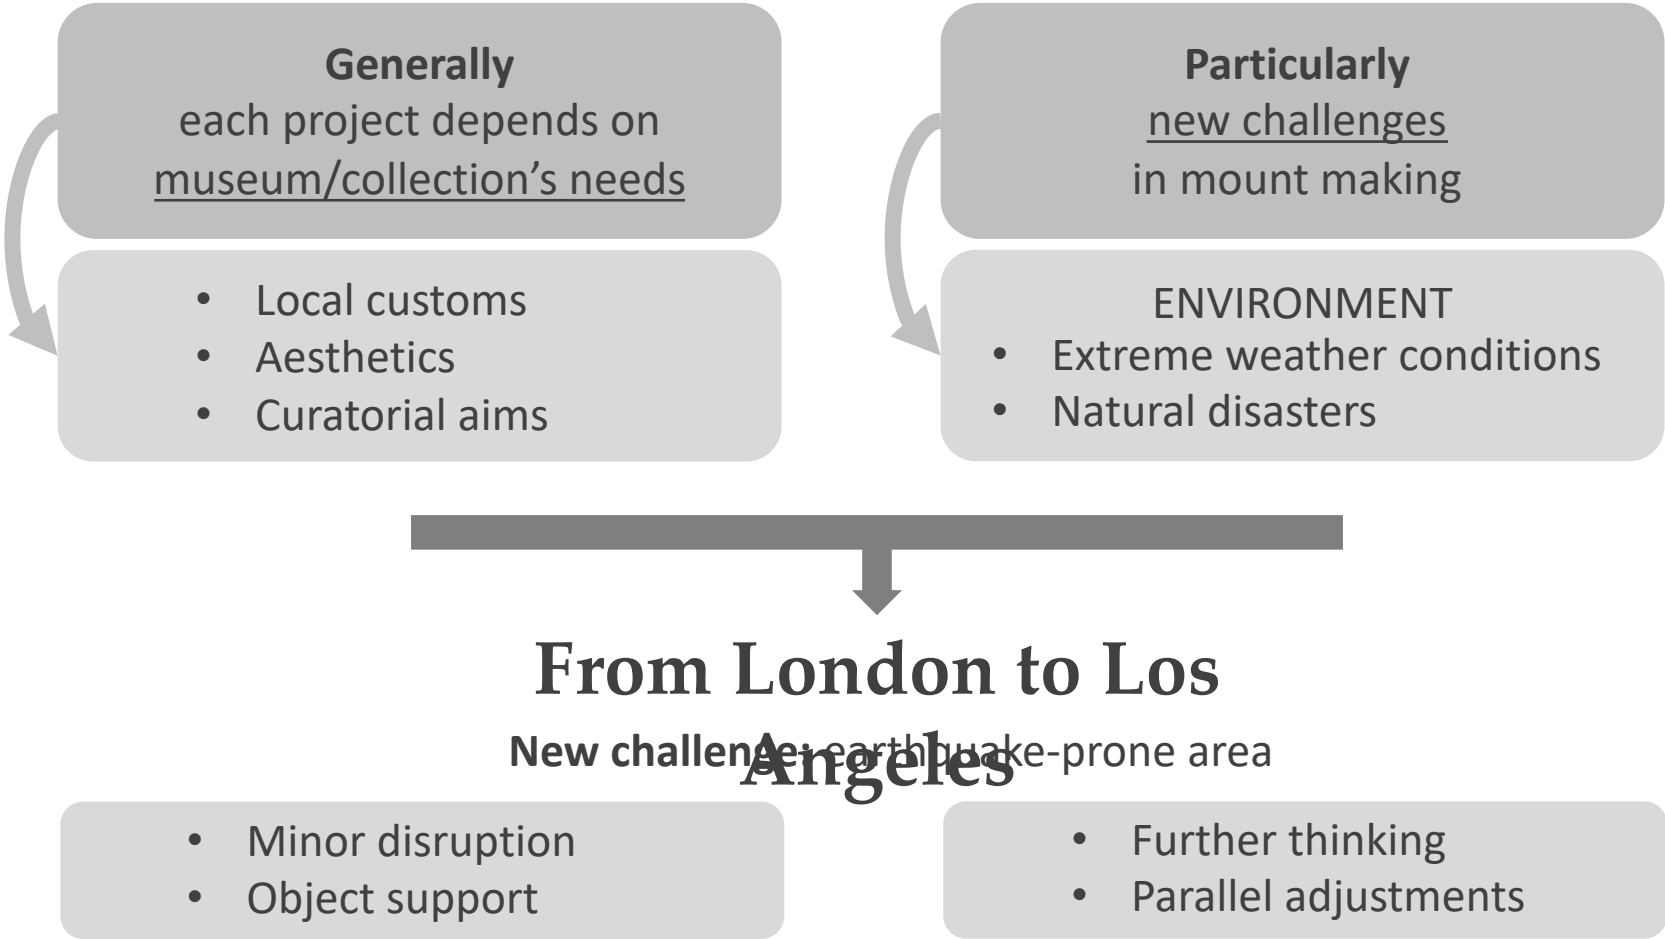 Generally
each project depends on
museum/collection’s needs
• Local customs
• Aesthetics
• Curatorial aims
Particularly
new challenges
in mount making
ENVIRONMENT
• Extreme weather conditions
• Natural disasters
From London to Los
Angeles
New challenge: earthquake-prone area
• Minor disruption
• Object support
• Further thinking
• Parallel adjustments